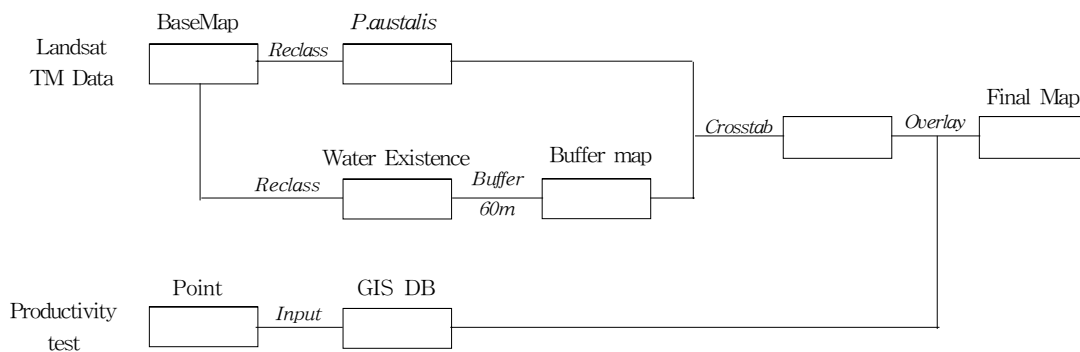 BaseMap
P.austalis
Landsat
TM Data
Reclass
Final Map
Crosstab
Overlay
Water Existence
Buffer map
Reclass
Buffer
60m
Point
GIS DB
Productivity
test
Input